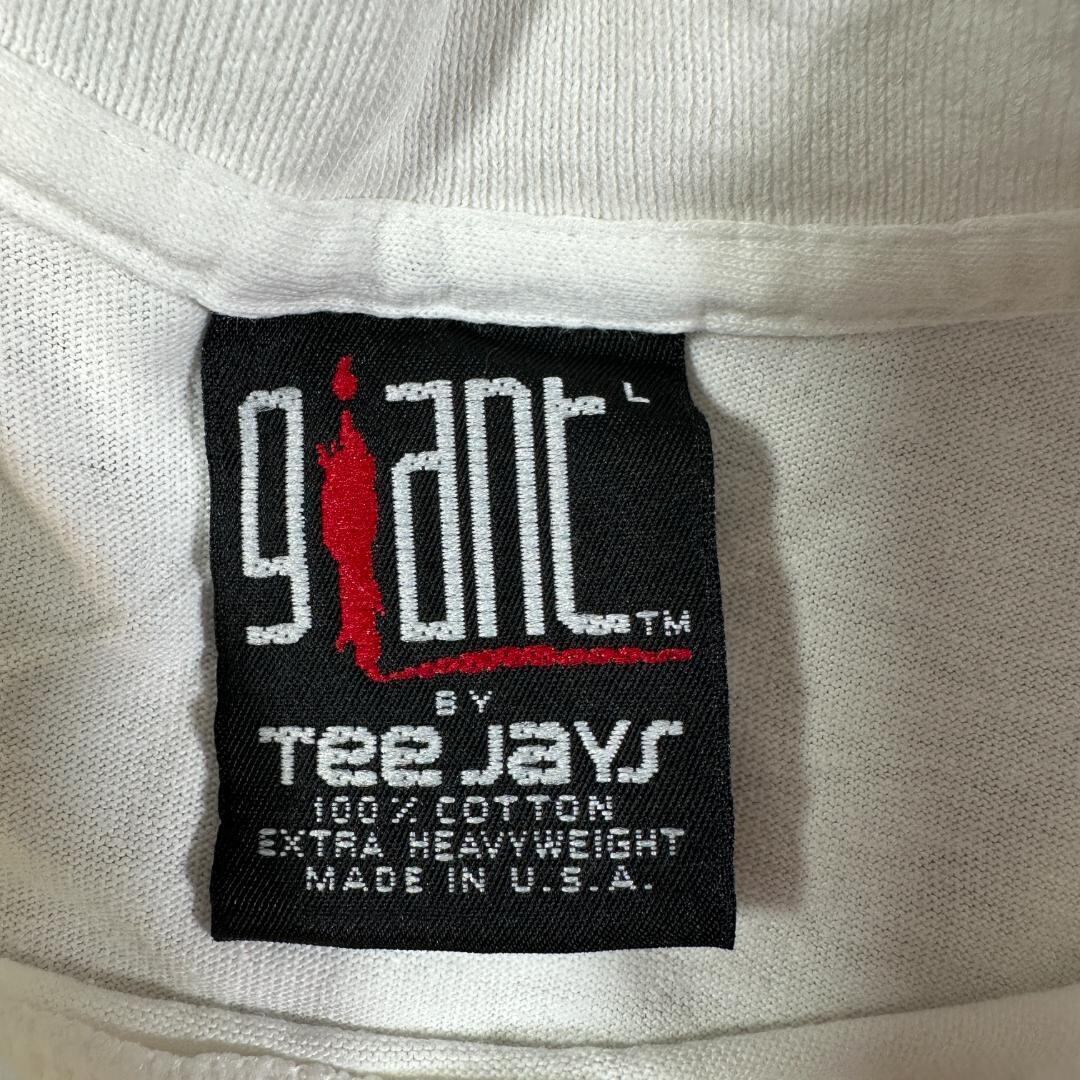 giant L
TM
BY
Tee Jays
100% COTTON
EXTRA HEAVYWEIGHT
MADE IN U.S.A.